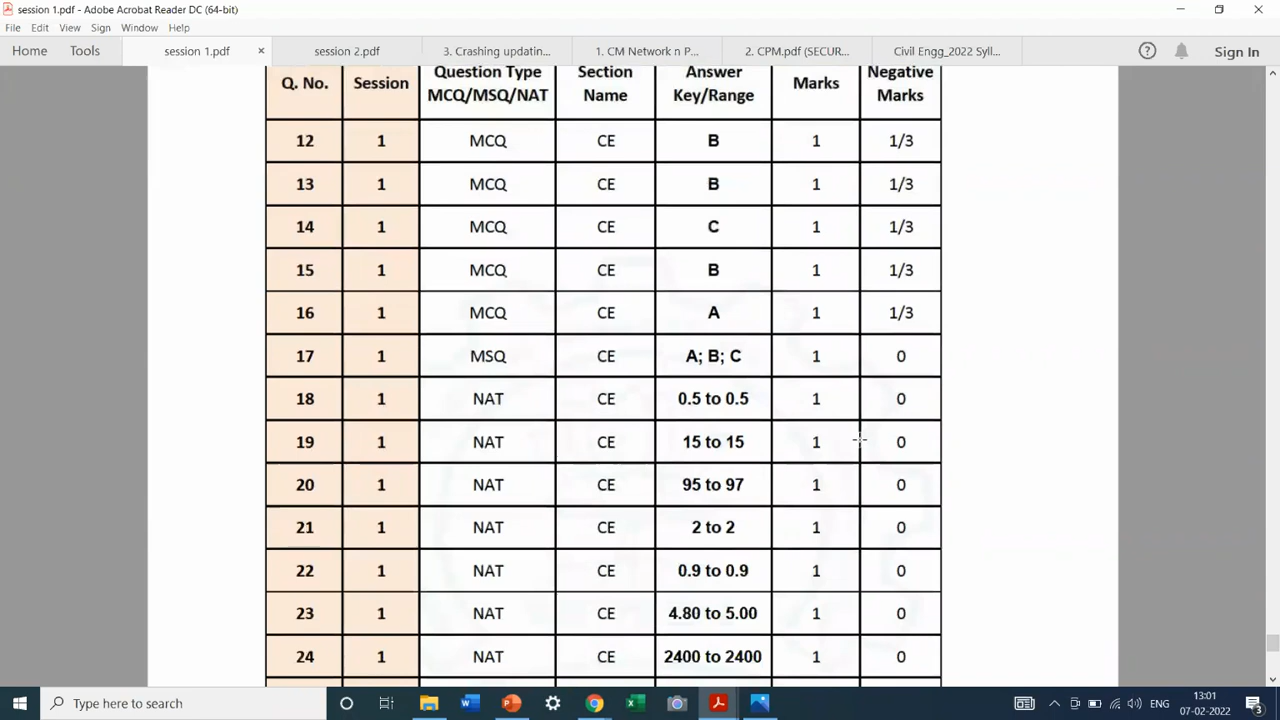 session 1.pdf - Adobe Acrobat Reader DC (64-bit)
File Edit View Sign Window Help
Home Tools session 1.pdf × session 2.pdf 3. Crashing updatin... 1. CM Network n P... 2. CPM.pdf (SECUR... Civil Engg_2022 Syll... Sign In
Q. No. Session Question Type MCQ/MSQ/NAT Section Name Answer Key/Range Marks Negative Marks
12 1 MCQ CE B 1 1/3
13 1 MCQ CE B 1 1/3
14 1 MCQ CE C 1 1/3
15 1 MCQ CE B 1 1/3
16 1 MCQ CE A 1 1/3
17 1 MSQ CE A; B; C 1 0
18 1 NAT CE 0.5 to 0.5 1 0
19 1 NAT CE 15 to 15 1 0
20 1 NAT CE 95 to 97 1 0
21 1 NAT CE 2 to 2 1 0
22 1 NAT CE 0.9 to 0.9 1 0
23 1 NAT CE 4.80 to 5.00 1 0
24 1 NAT CE 2400 to 2400 1 0
Type here to search ENG 13:01
07-02-2022 3